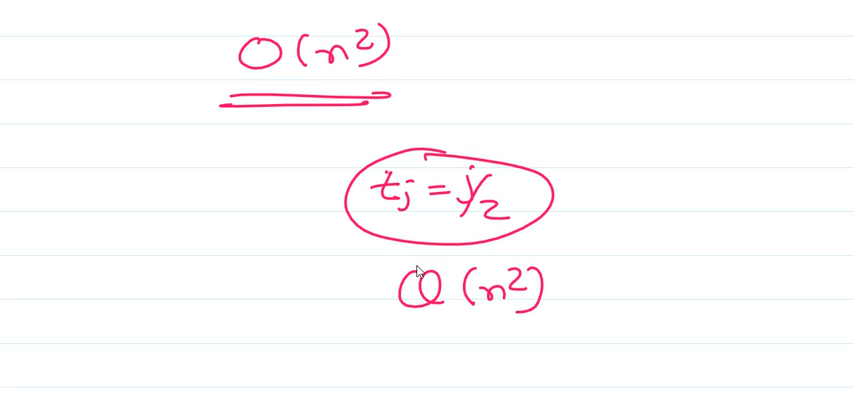 O(n²)
tj = j/2
O(n²)